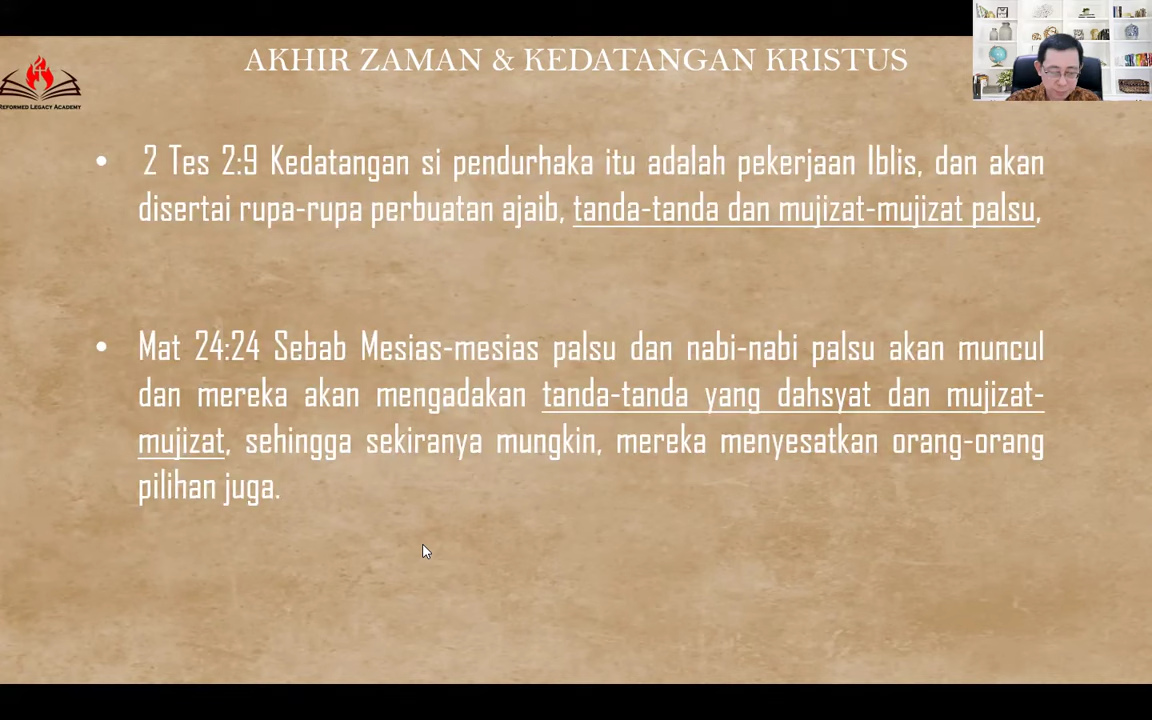 AKHIR ZAMAN & KEDATANGAN KRISTUS
REFORMED LEGACY ACADEMY
• 2 Tes 2:9 Kedatangan si pendurhaka itu adalah pekerjaan Iblis, dan akan
disertai rupa-rupa perbuatan ajaib, tanda-tanda dan mujizat-mujizat palsu,
• Mat 24:24 Sebab Mesias-mesias palsu dan nabi-nabi palsu akan muncul
dan mereka akan mengadakan tanda-tanda yang dahsyat dan mujizat-
mujizat, sehingga sekiranya mungkin, mereka menyesatkan orang-orang
pilihan juga.